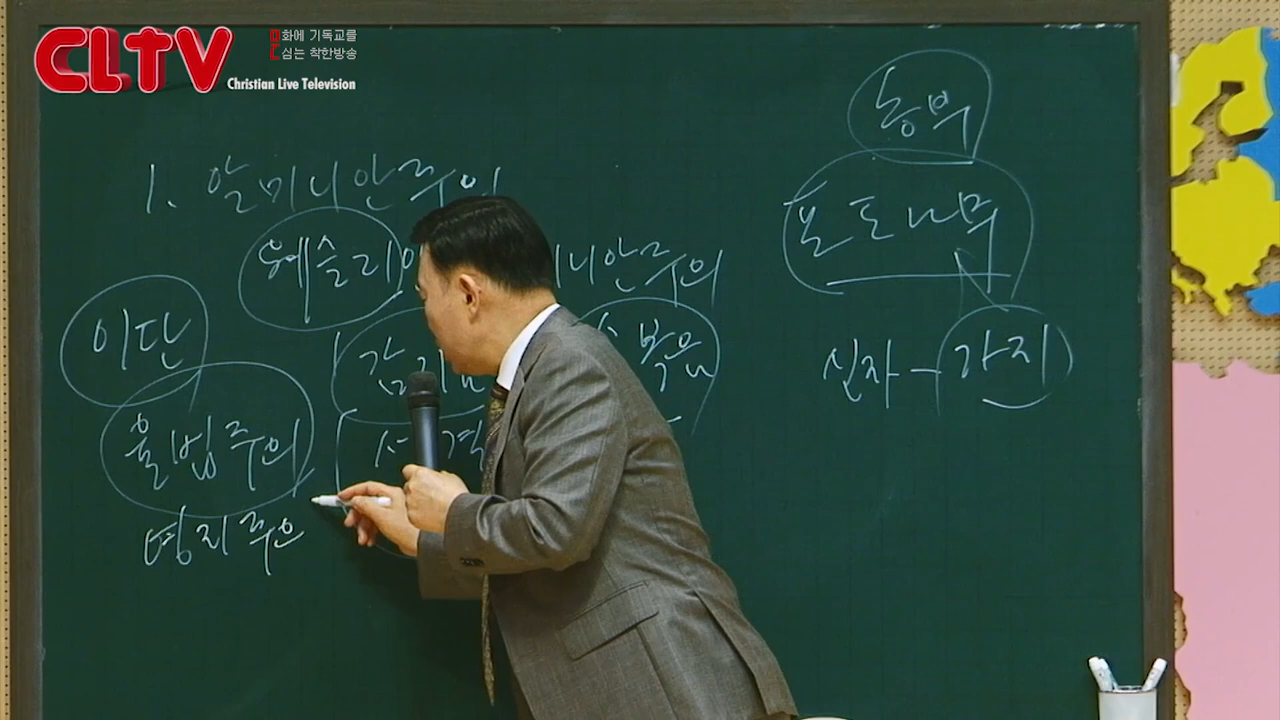 CLTV
문화에 기독교를
심는 착한방송
Christian Live Television
농부
1. 알미니안주의
포도나무
웨슬리
니안주의
이단
감리
복음
신자 - 가지
율법주의
영지주의